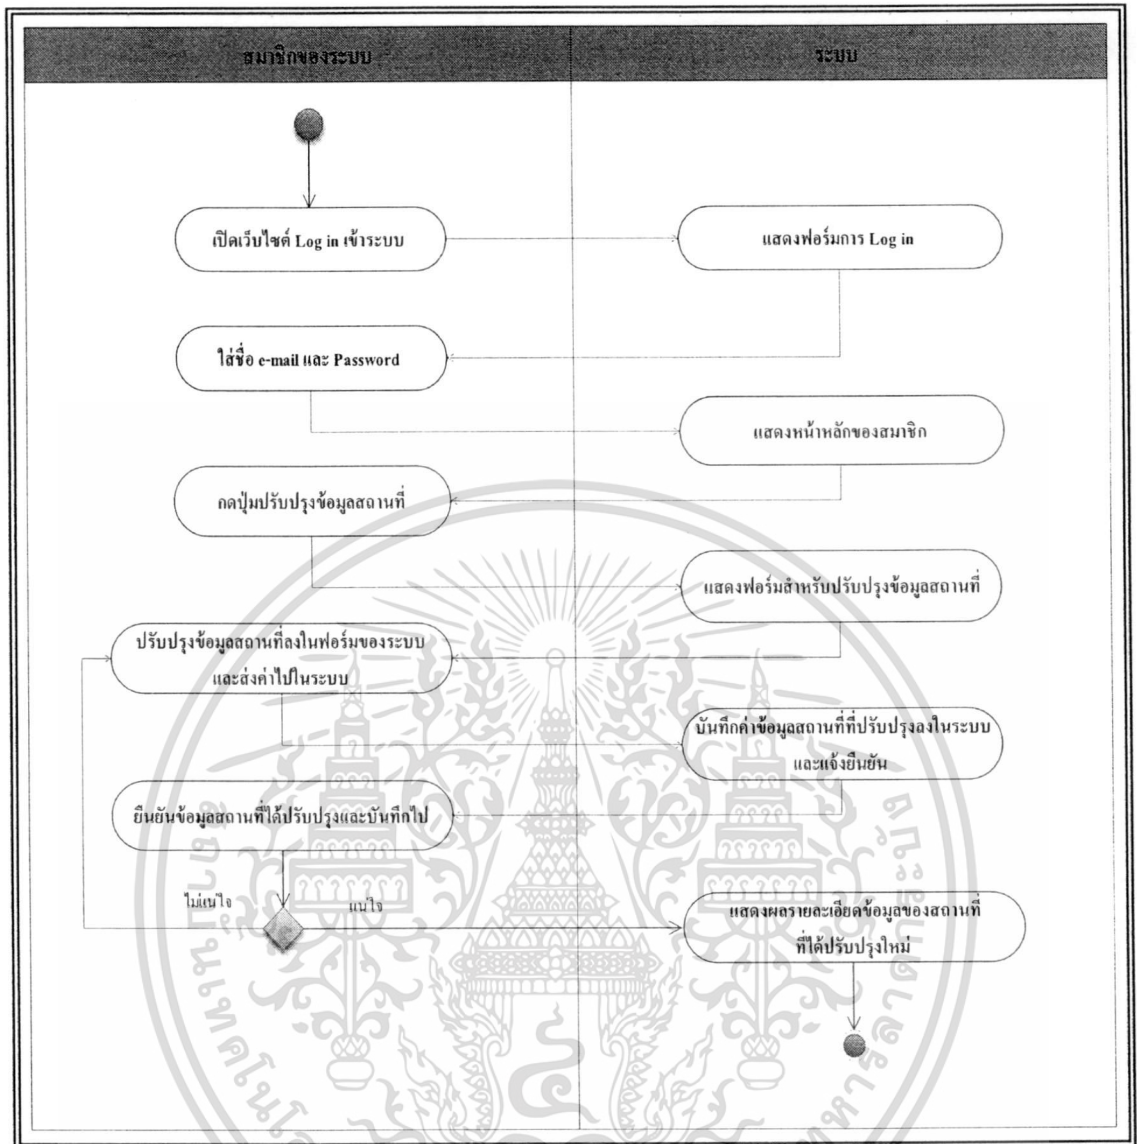 สมาชิกของระบบ
ระบบ
เปิดเว็บไซต์ Log in เข้าระบบ
แสดงฟอร์มการ Log in
ใส่ชื่อ e-mail และ Password
แสดงหน้าหลักของสมาชิก
กดปุ่มปรับปรุงข้อมูลสถานที่
แสดงฟอร์มสำหรับปรับปรุงข้อมูลสถานที่
ปรับปรุงข้อมูลสถานที่ลงในฟอร์มของระบบ
และส่งค่าไปในระบบ
บันทึกค่าข้อมูลสถานที่ที่ปรับปรุงลงในระบบ
และแจ้งยืนยัน
ยืนยันข้อมูลสถานที่ได้ปรับปรุงและบันทึกไป
ไม่แน่ใจ
แน่ใจ
แสดงผลรายละเอียดข้อมูลของสถานที่
ที่ได้ปรับปรุงใหม่